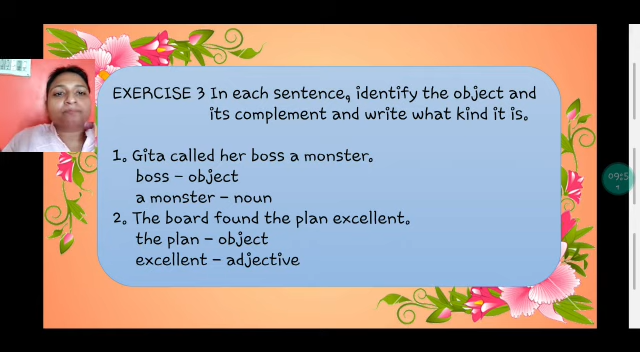 EXERCISE 3 In each sentence, identify the object and
its complement and write what kind it is.
1. Gita called her boss a monster.
boss – object
a monster – noun
2. The board found the plan excellent.
the plan – object
excellent – adjective